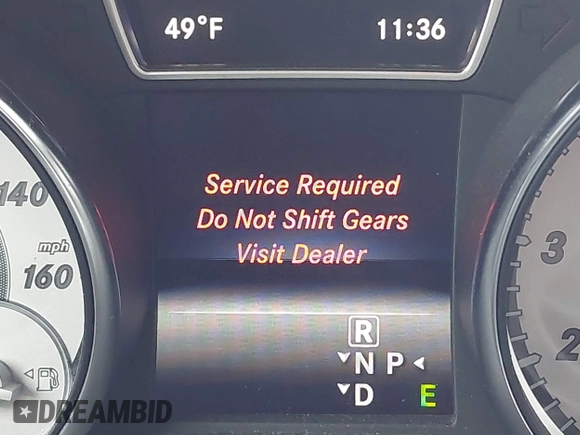 49°F 11:36
Service Required
Do Not Shift Gears
Visit Dealer
140
mph
160
3
2
R
N P
D E
DREAMBID